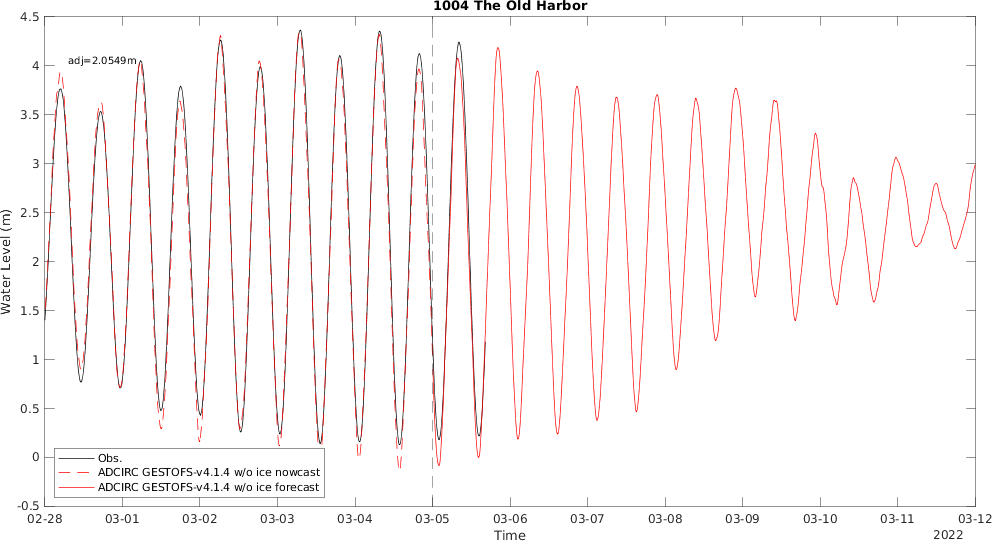 1004 The Old Harbor
4.5
4
3.5
3
2.5
2
1.5
1
0.5
0
-0.5
Water Level (m)
adj=2.0549m
Obs.
ADCIRC GESTOFS-v4.1.4 w/o ice nowcast
ADCIRC GESTOFS-v4.1.4 w/o ice forecast
02-28 03-01 03-02 03-03 03-04 03-05 03-06 03-07 03-08 03-09 03-10 03-11 03-12
Time
2022